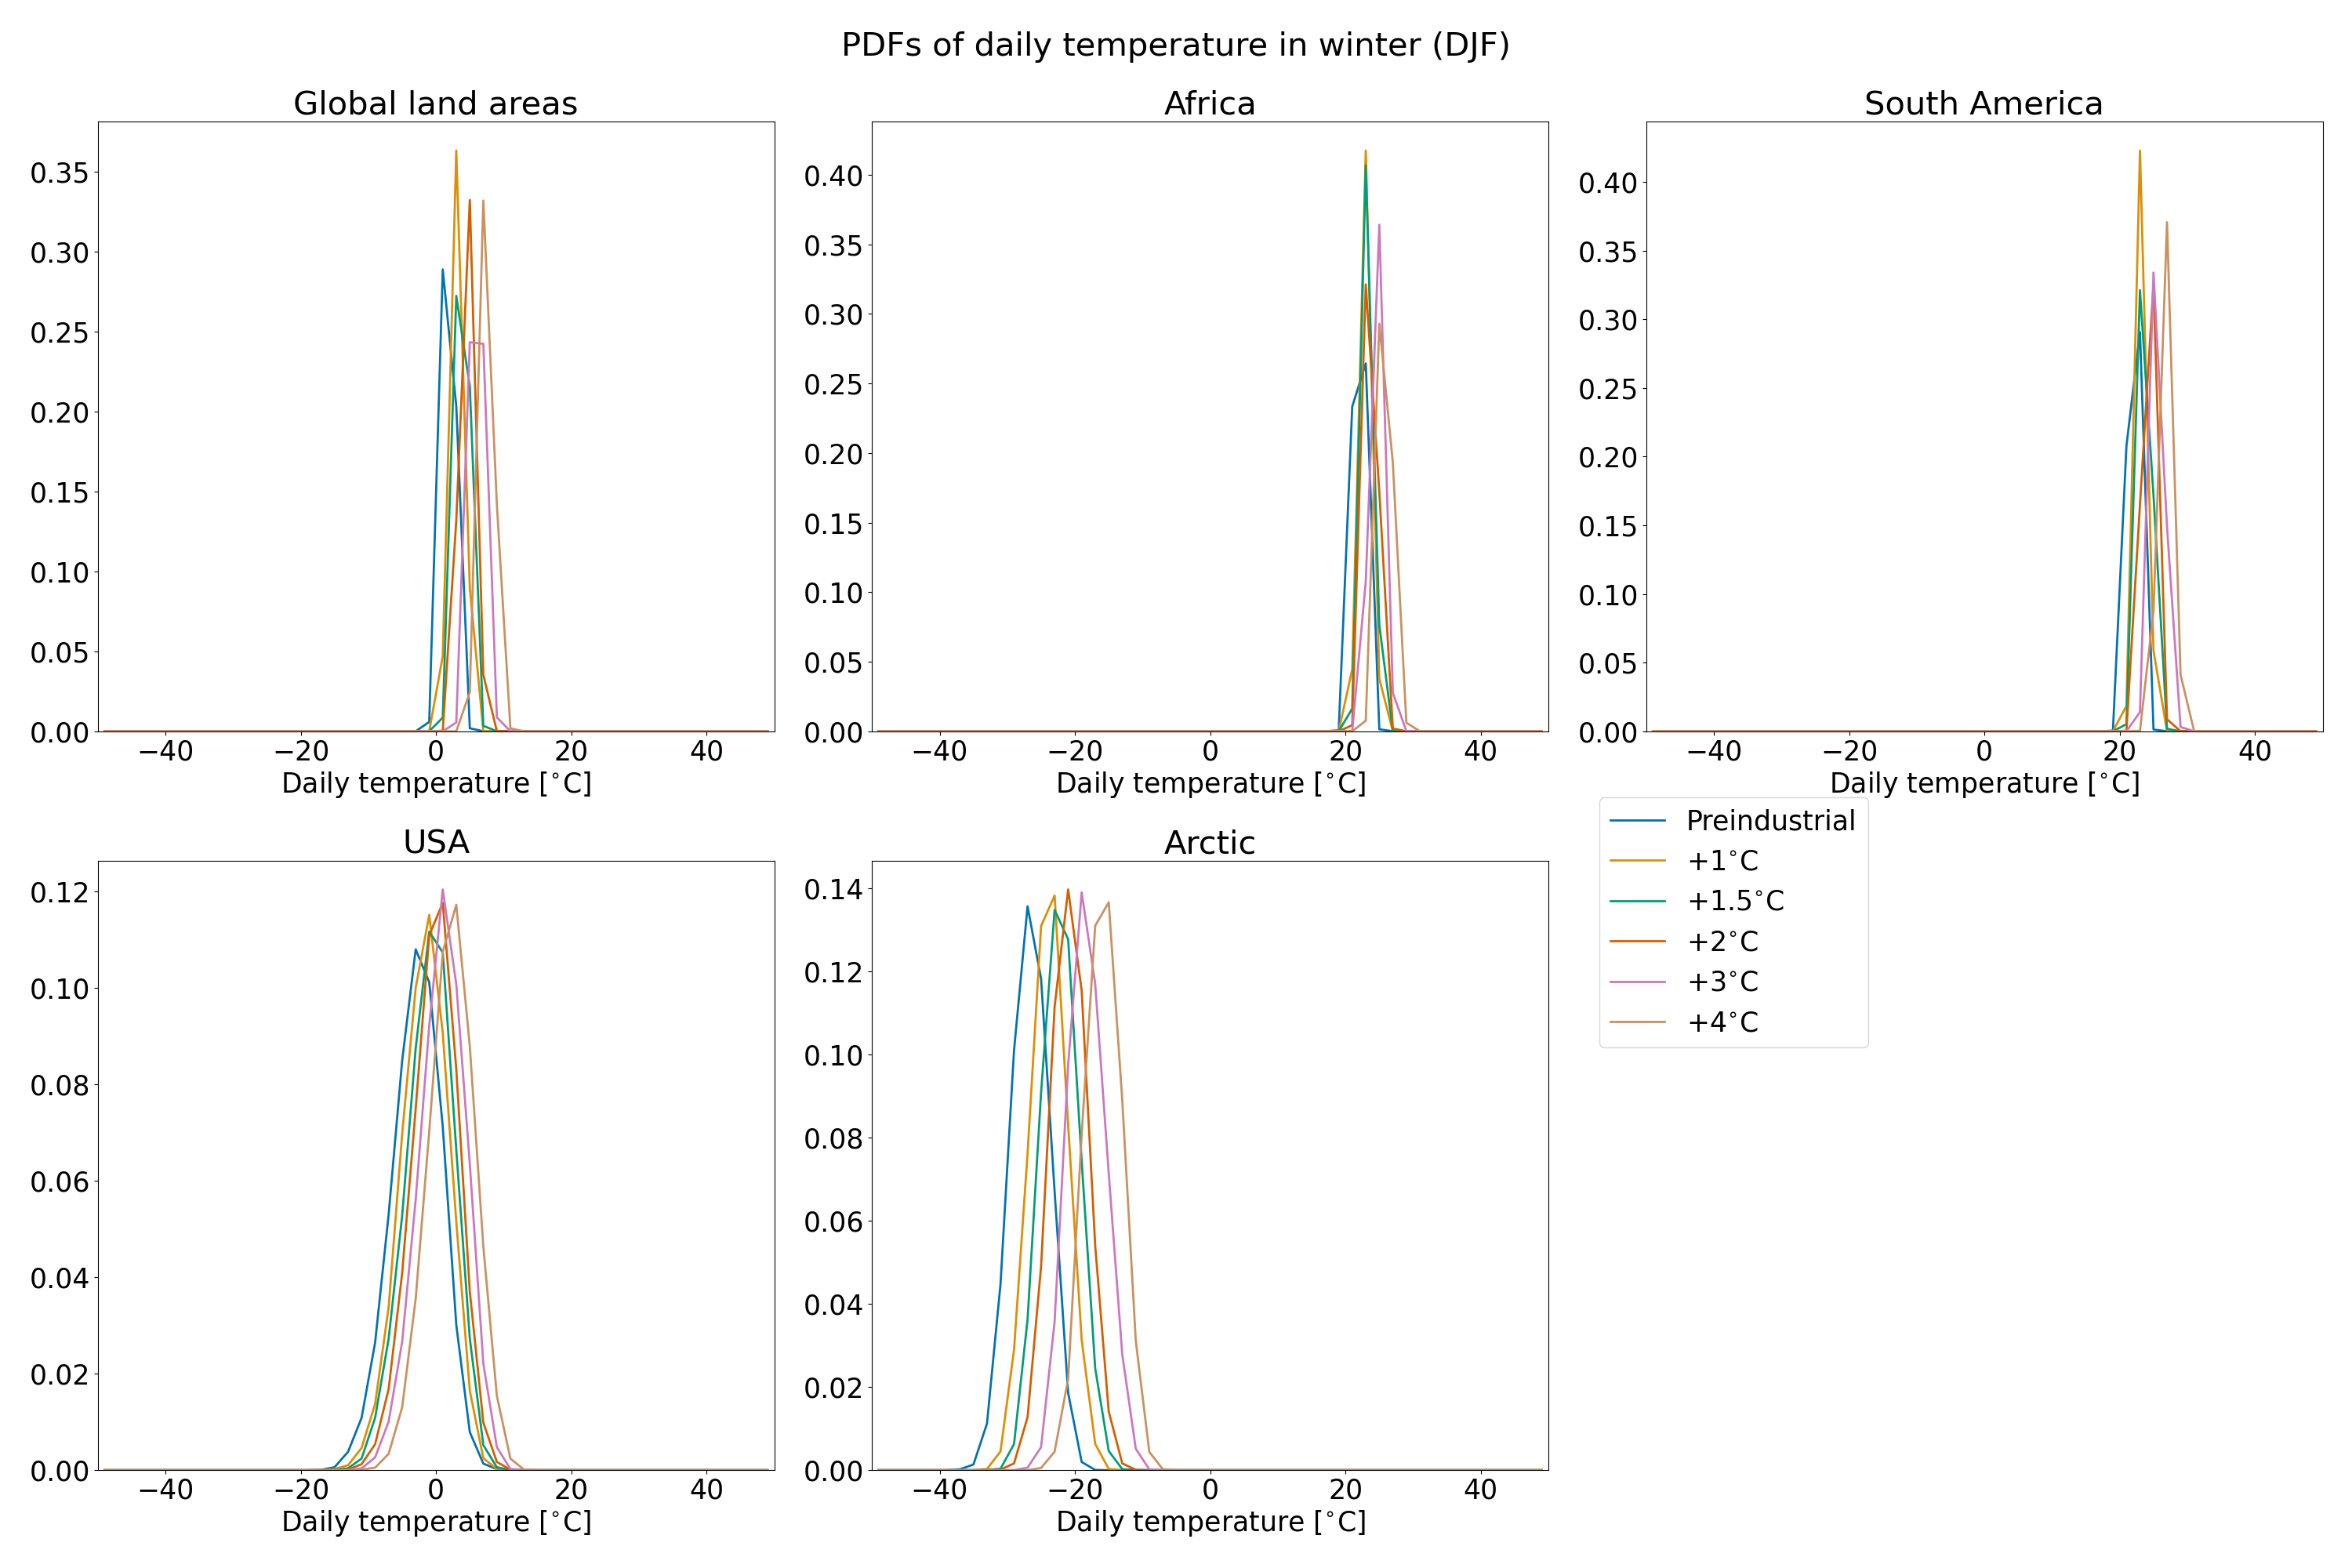 PDFs of daily temperature in winter (DJF)
Global land areas
0.35
0.30
0.25
0.20
0.15
0.10
0.05
0.00
−40 −20 0 20 40
Daily temperature [°C]
Africa
0.40
0.35
0.30
0.25
0.20
0.15
0.10
0.05
0.00
−40 −20 0 20 40
Daily temperature [°C]
South America
0.40
0.35
0.30
0.25
0.20
0.15
0.10
0.05
0.00
−40 −20 0 20 40
Daily temperature [°C]
USA
0.12
0.10
0.08
0.06
0.04
0.02
0.00
−40 −20 0 20 40
Daily temperature [°C]
Arctic
0.14
0.12
0.10
0.08
0.06
0.04
0.02
0.00
−40 −20 0 20 40
Daily temperature [°C]
Preindustrial
+1°C
+1.5°C
+2°C
+3°C
+4°C